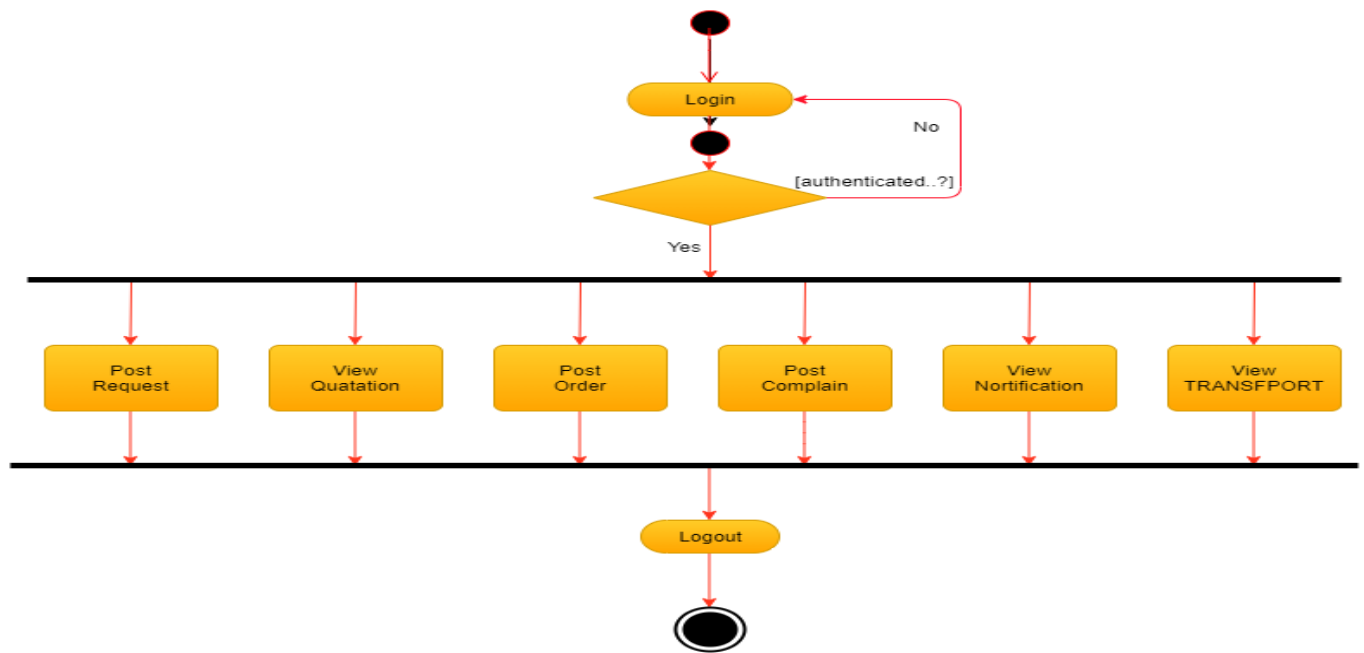 Login
No
[authenticated..?]
Yes
Post
Request
View
Quatation
Post
Order
Post
Complain
View
Nortification
View
TRANSFPORT
Logout